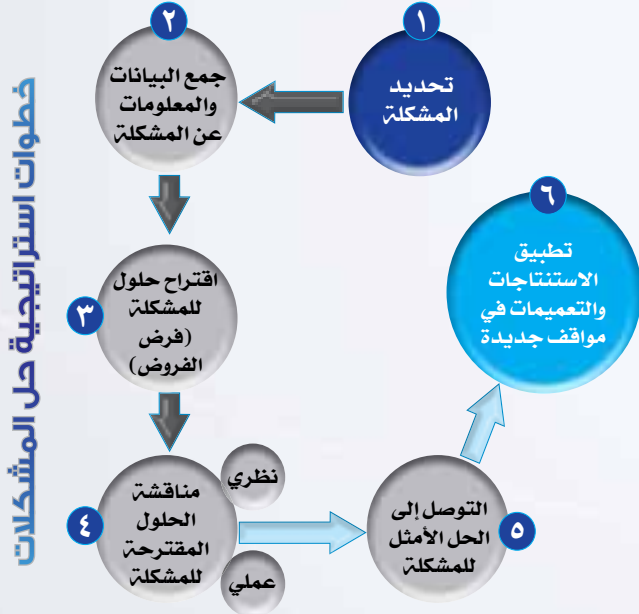 خطوات استراتيجية حل المشكلات
١
تحديد
المشكلة
٢
جمع البيانات
والمعلومات
عن المشكلة
٣
اقتراح حلول
للمشكلة
(فرض
الفروض)
٤
مناقشة
الحلول
المقترحة
للمشكلة
نظري
عملي
٥
التوصل إلى
الحل الأمثل
للمشكلة
٦
تطبيق
الاستنتاجات
والتعميمات في
مواقف جديدة